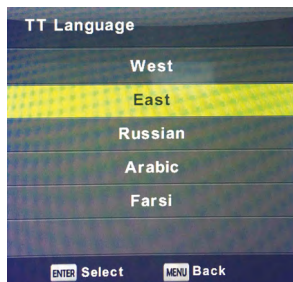 TT Language
West
East
Russian
Arabic
Farsi
ENTER Select MENU Back